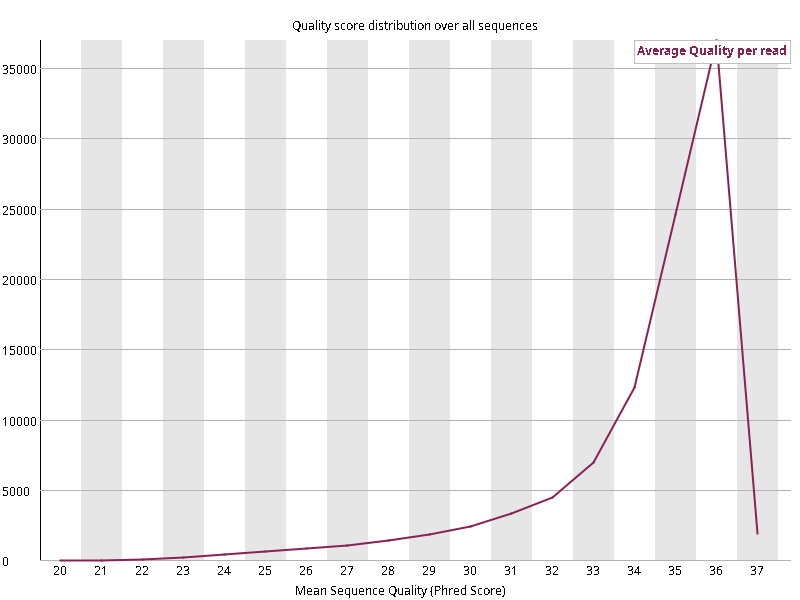 Quality score distribution over all sequences
Average Quality per read
35000
30000
25000
20000
15000
10000
5000
0
20 21 22 23 24 25 26 27 28 29 30 31 32 33 34 35 36 37
Mean Sequence Quality (Phred Score)